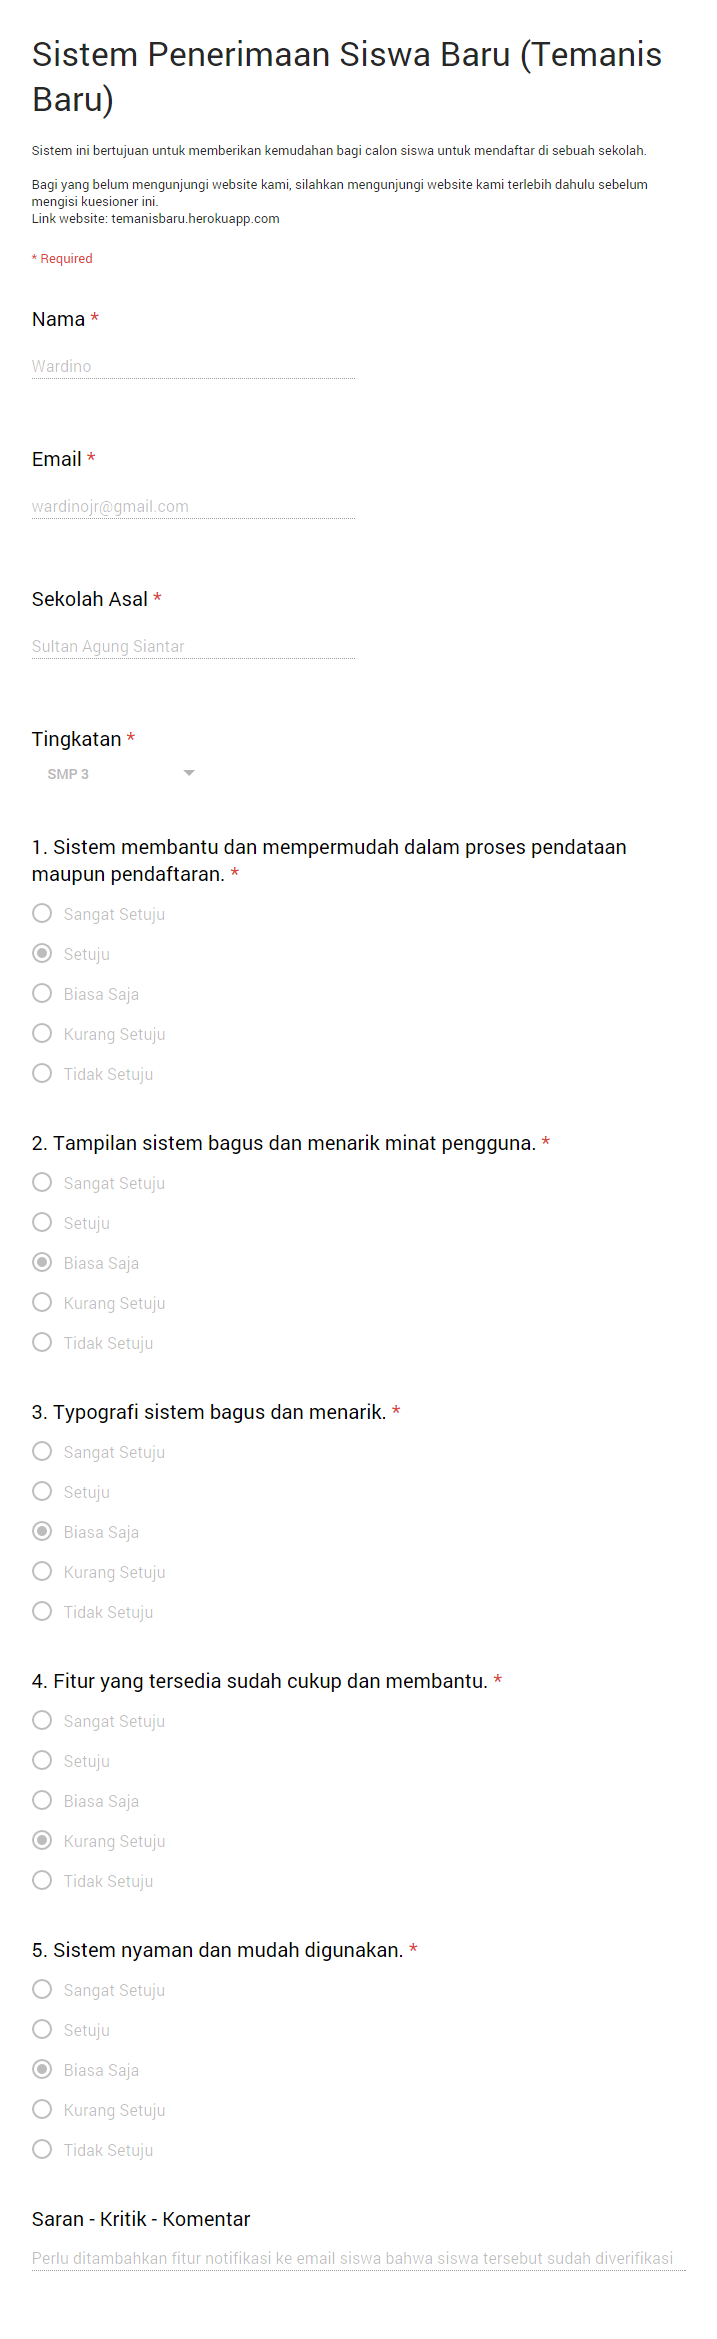 Sistem Penerimaan Siswa Baru (Temanis
Baru)
Sistem ini bertujuan untuk memberikan kemudahan bagi calon siswa untuk mendaftar di sebuah sekolah.
Bagi yang belum mengunjungi website kami, silahkan mengunjungi website kami terlebih dahulu sebelum
mengisi kuesioner ini.
Link website: temanisbaru.herokuapp.com
* Required
Nama *
Wardino
Email *
wardinojr@gmail.com
Sekolah Asal *
Sultan Agung Siantar
Tingkatan *
SMP 3
1. Sistem membantu dan mempermudah dalam proses pendataan
maupun pendaftaran. *
Sangat Setuju
Setuju
Biasa Saja
Kurang Setuju
Tidak Setuju
2. Tampilan sistem bagus dan menarik minat pengguna. *
Sangat Setuju
Setuju
Biasa Saja
Kurang Setuju
Tidak Setuju
3. Typografi sistem bagus dan menarik. *
Sangat Setuju
Setuju
Biasa Saja
Kurang Setuju
Tidak Setuju
4. Fitur yang tersedia sudah cukup dan membantu. *
Sangat Setuju
Setuju
Biasa Saja
Kurang Setuju
Tidak Setuju
5. Sistem nyaman dan mudah digunakan. *
Sangat Setuju
Setuju
Biasa Saja
Kurang Setuju
Tidak Setuju
Saran - Kritik - Komentar
Perlu ditambahkan fitur notifikasi ke email siswa bahwa siswa tersebut sudah diverifikasi